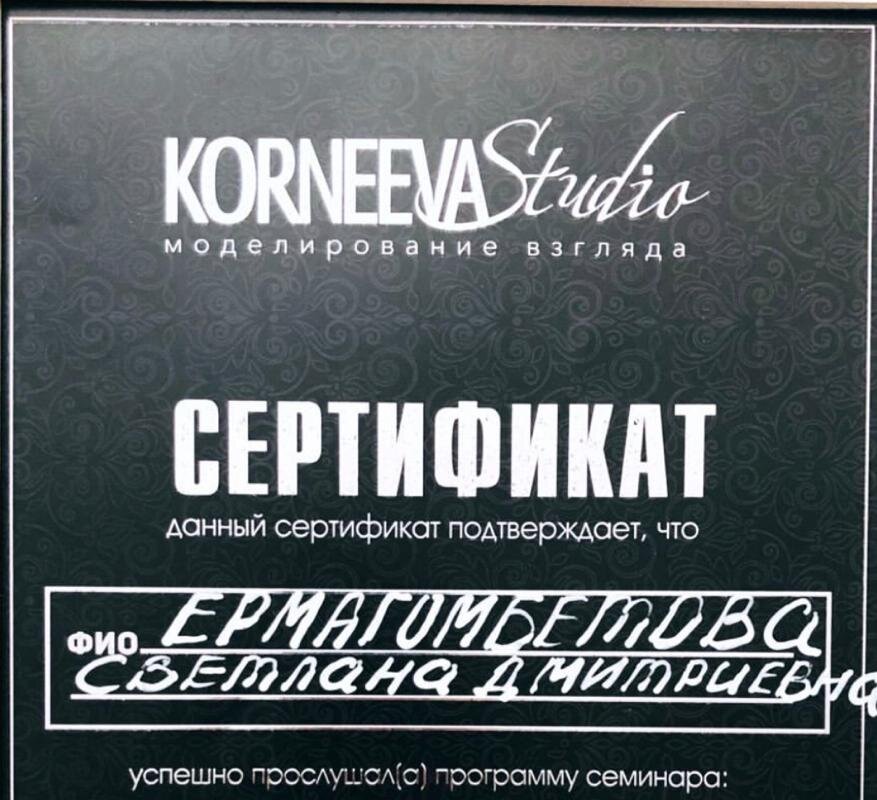 KORNEEVA Studio
моделирование взгляда
СЕРТИФИКАТ
данный сертификат подтверждает, что
ФИО ЕРМАГОМБЕТОВА
СВЕТЛАНА ДМИТРИЕВНА
успешно прослушал(а) программу семинара: